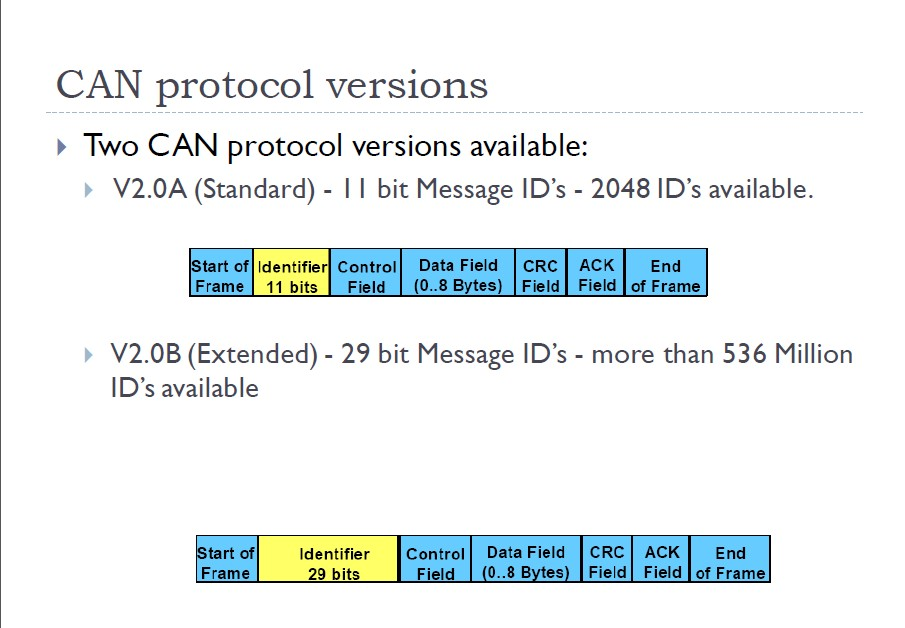 CAN protocol versions
Two CAN protocol versions available:
V2.0A (Standard) - 11 bit Message ID’s - 2048 ID’s available.
Start of Identifier Control Data Field CRC ACK End
Frame 11 bits Field (0..8 Bytes) Field Field of Frame
V2.0B (Extended) - 29 bit Message ID’s - more than 536 Million
ID’s available
Start of Identifier Control Data Field CRC ACK End
Frame 29 bits Field (0..8 Bytes) Field Field of Frame